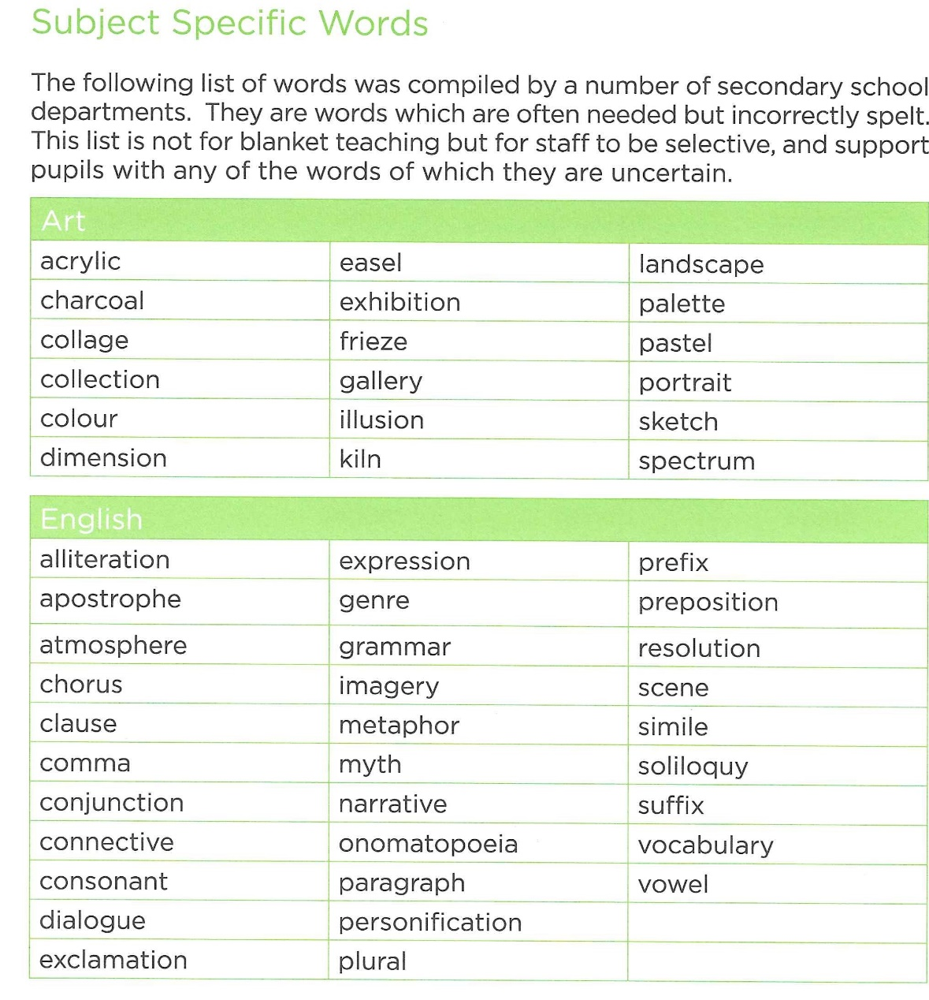 Subject Specific Words
The following list of words was compiled by a number of secondary school
departments. They are words which are often needed but incorrectly spelt.
This list is not for blanket teaching but for staff to be selective, and support
pupils with any of the words of which they are uncertain.
Art
acrylic easel landscape
charcoal exhibition palette
collage frieze pastel
collection gallery portrait
colour illusion sketch
dimension kiln spectrum
English
alliteration expression prefix
apostrophe genre preposition
atmosphere grammar resolution
chorus imagery scene
clause metaphor simile
comma myth soliloquy
conjunction narrative suffix
connective onomatopoeia vocabulary
consonant paragraph vowel
dialogue personification
exclamation plural